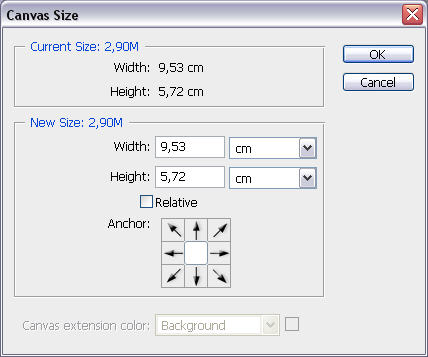 Canvas Size
Current Size: 2,90M
Width: 9,53 cm
Height: 5,72 cm
OK
Cancel
New Size: 2,90M
Width: 9,53 cm
Height: 5,72 cm
Relative
Anchor:
Canvas extension color: Background